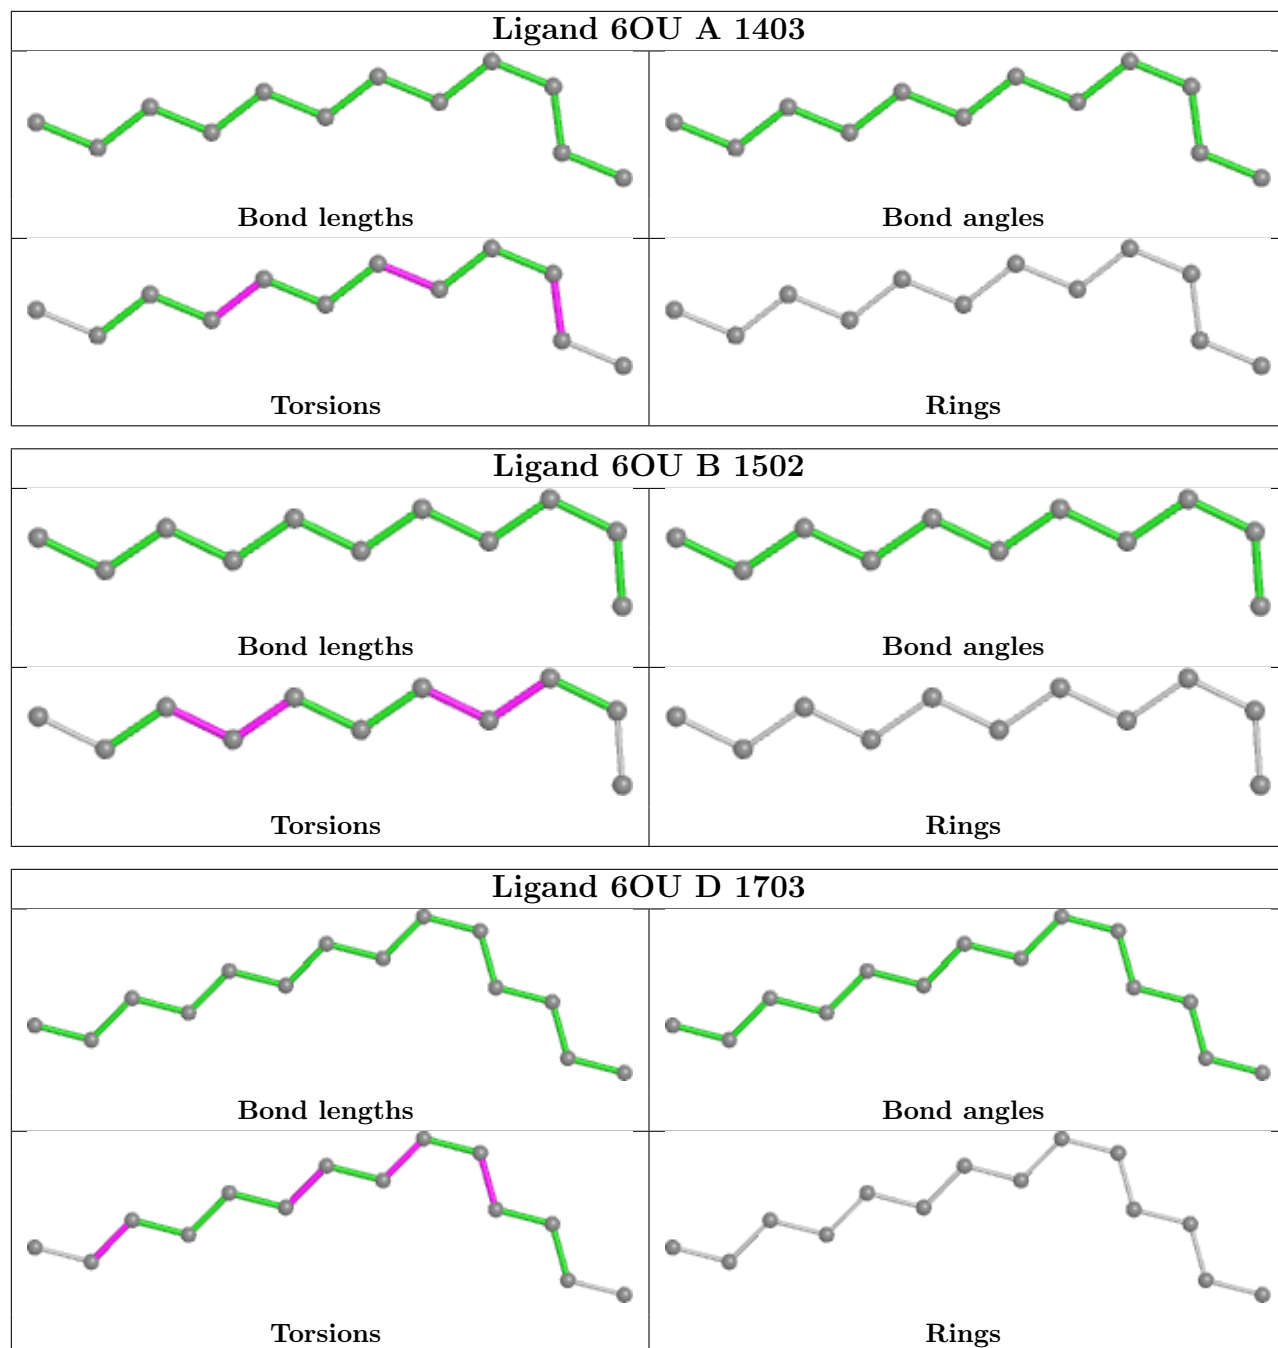 Ligand 6OU A 1403
Bond lengths
Bond angles
Torsions
Rings
Ligand 6OU B 1502
Bond lengths
Bond angles
Torsions
Rings
Ligand 6OU D 1703
Bond lengths
Bond angles
Torsions
Rings